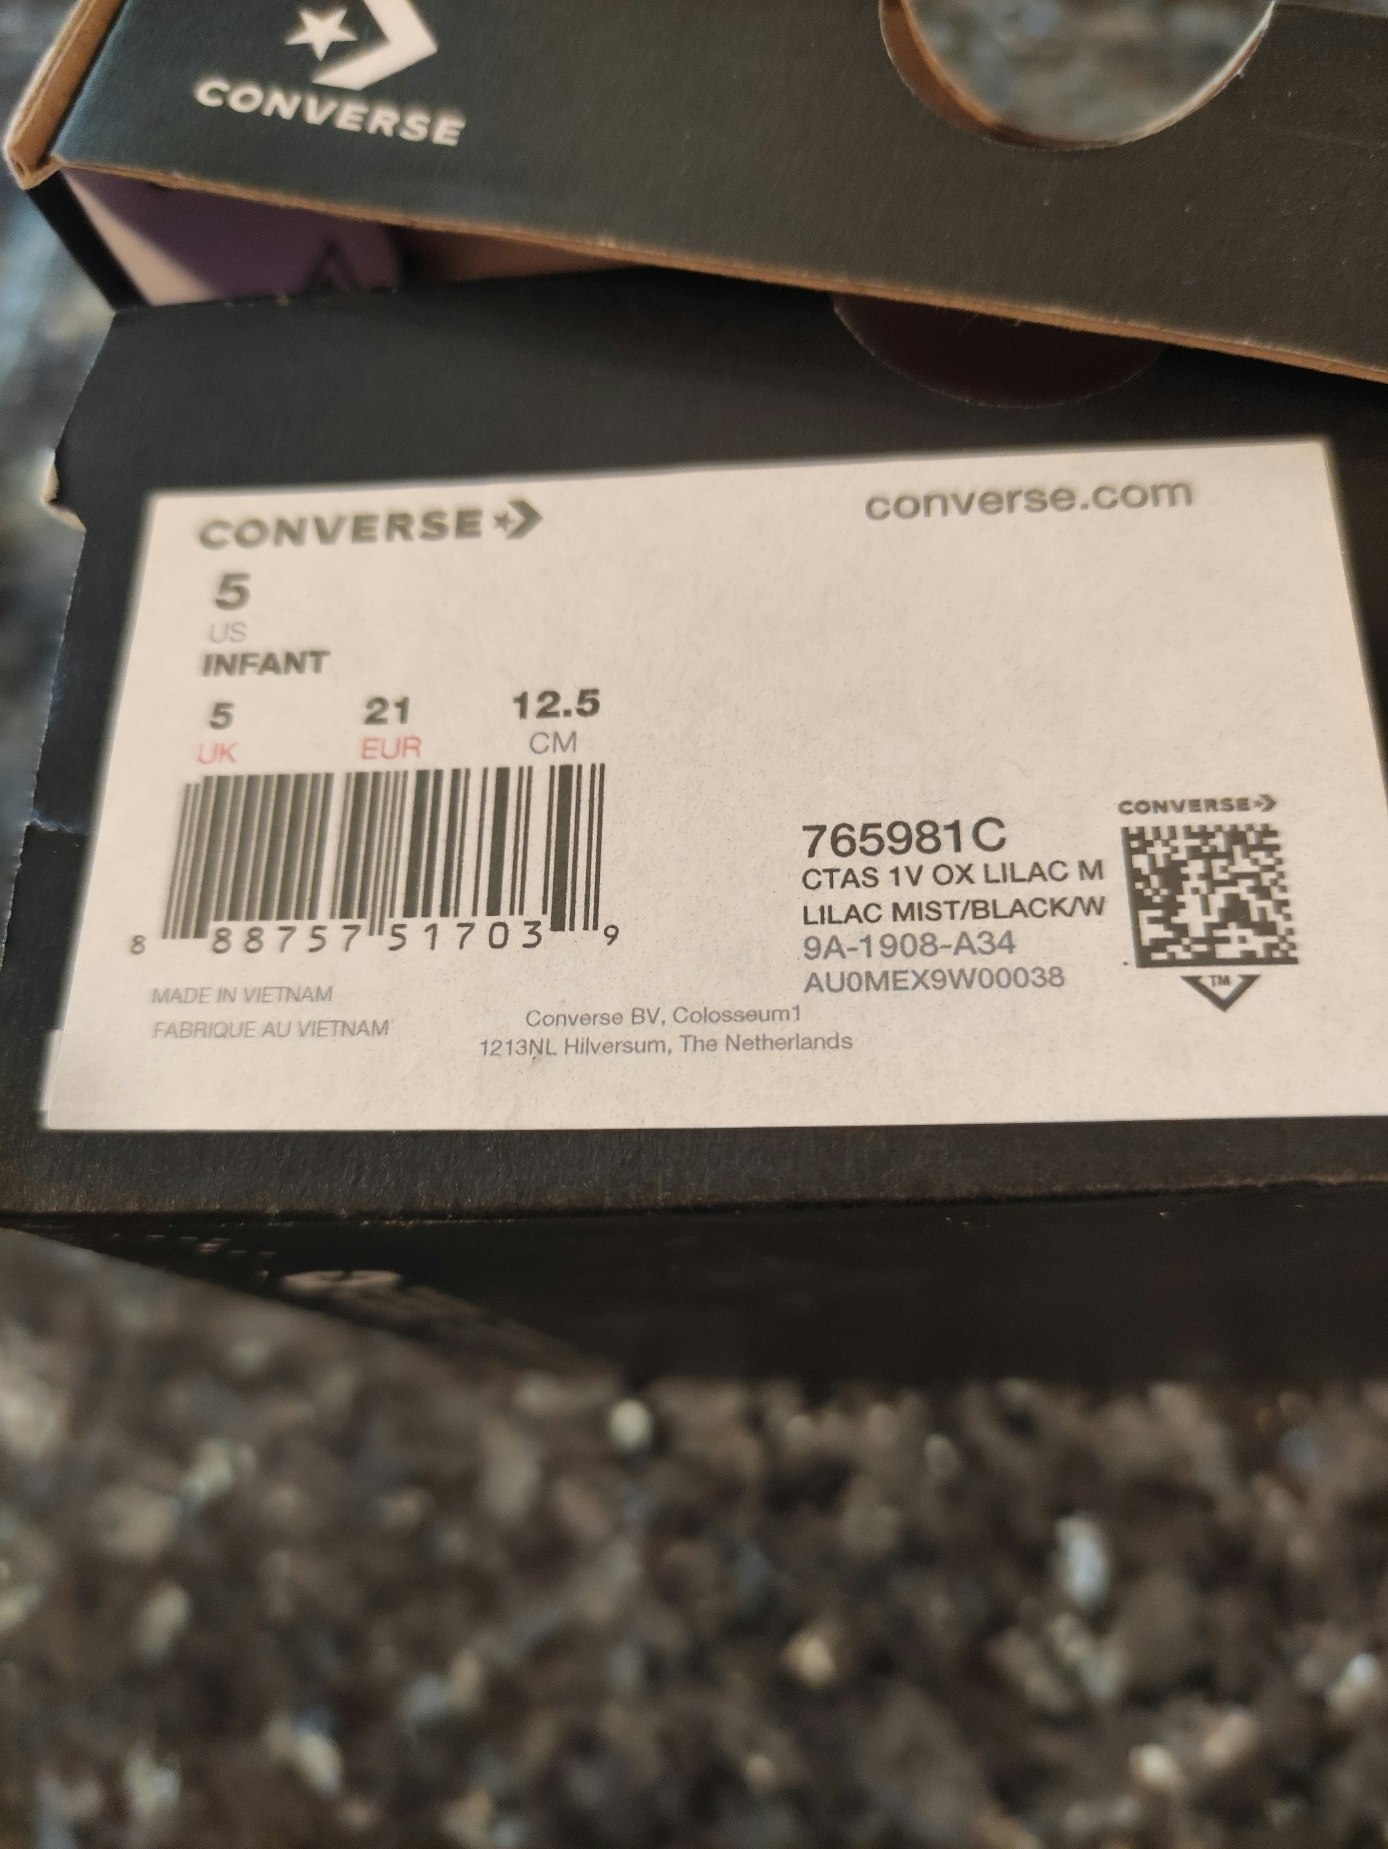 CONVERSE
CONVERSE
converse.com
5
US
INFANT
5 21 12.5
UK EUR CM
8 88757 51703 9
MADE IN VIETNAM
FABRIQUE AU VIETNAM
Converse BV, Colosseum1
1213NL Hilversum, The Netherlands
CONVERSE
765981C
CTAS 1V OX LILAC M
LILAC MIST/BLACK/W
9A-1908-A34
AU0MEX9W00038
TM